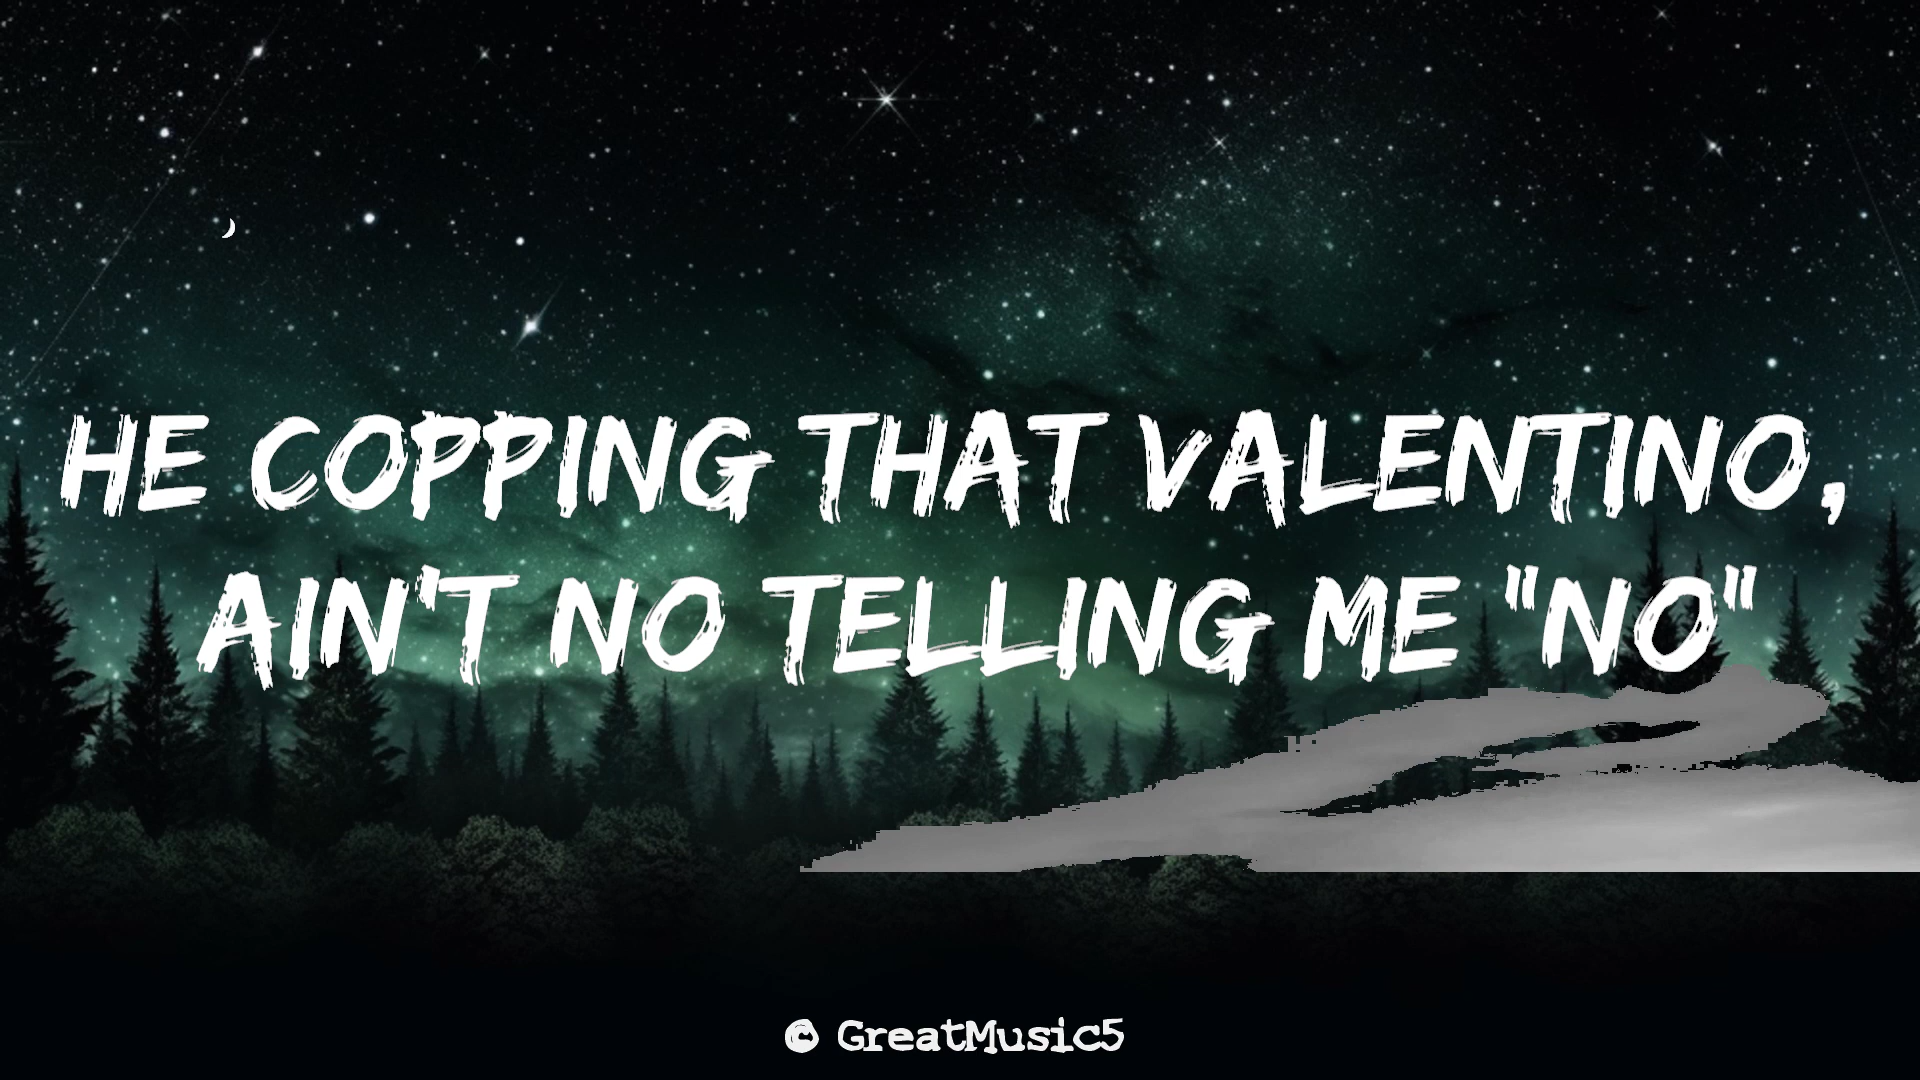 HE COPPING THAT VALENTINO,
AIN'T NO TELLING ME "NO"
© GreatMusic5